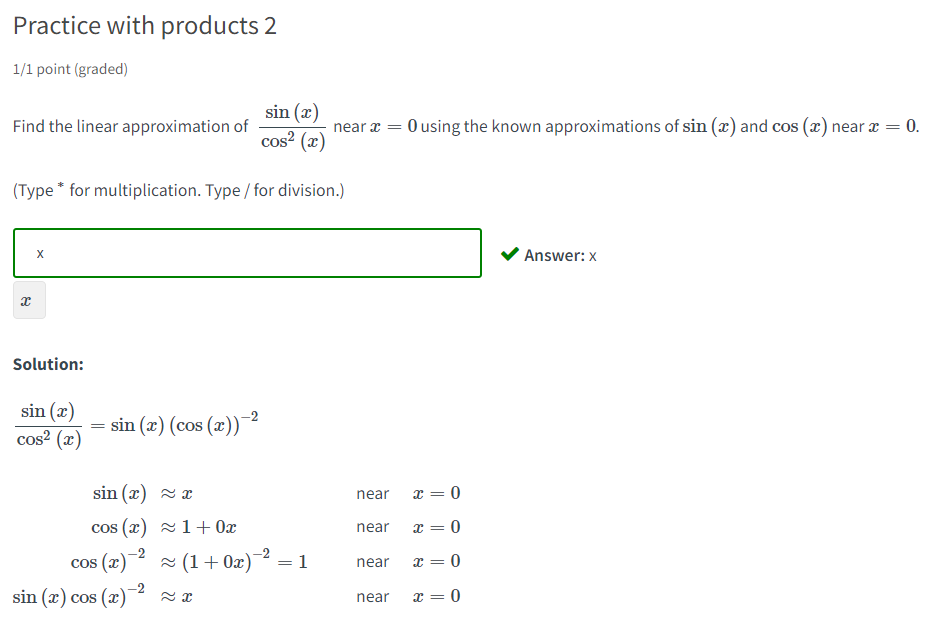 Practice with products 2
1/1 point (graded)
Find the linear approximation of sin (x) / cos² (x) near x = 0 using the known approximations of sin (x) and cos (x) near x = 0.
(Type * for multiplication. Type / for division.)
x
✔ Answer: x
x
Solution:
sin (x) / cos² (x) = sin (x) (cos (x))⁻²
sin (x) ≈ x near x = 0
cos (x) ≈ 1 + 0x near x = 0
cos (x)⁻² ≈ (1 + 0x)⁻² = 1 near x = 0
sin (x) cos (x)⁻² ≈ x near x = 0